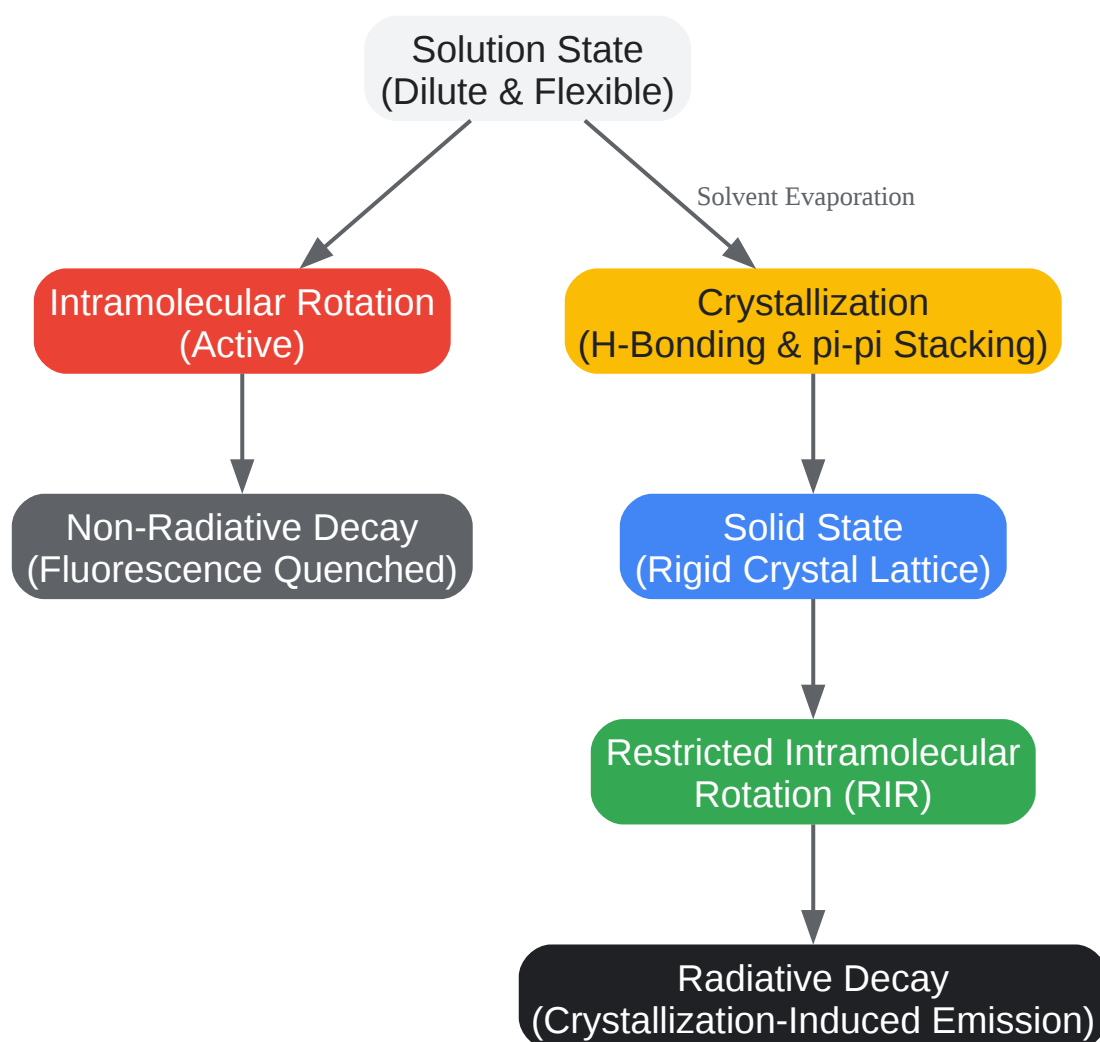 Solution State
(Dilute & Flexible)
Solvent Evaporation
Intramolecular Rotation
(Active)
Crystallization
(H-Bonding & pi-pi Stacking)
Non-Radiative Decay
(Fluorescence Quenched)
Solid State
(Rigid Crystal Lattice)
Restricted Intramolecular
Rotation (RIR)
Radiative Decay
(Crystallization-Induced Emission)